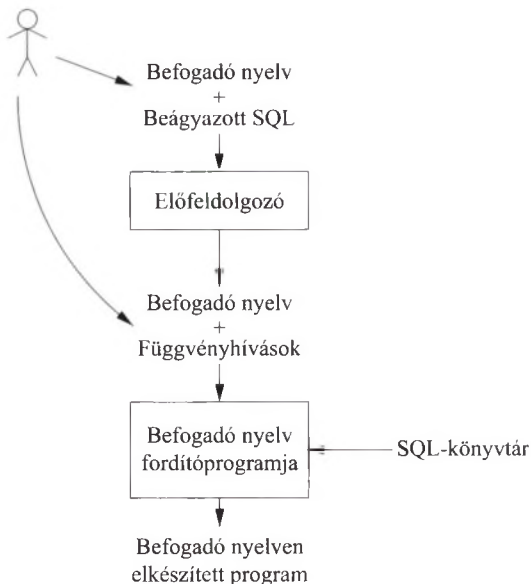 Befogadó nyelv
+
Beágyazott SQL
Előfeldolgozó
Befogadó nyelv
+
Függvényhívások
Befogadó nyelv
fordítóprogramja
SQL-könyvtár
Befogadó nyelven
elkészített program